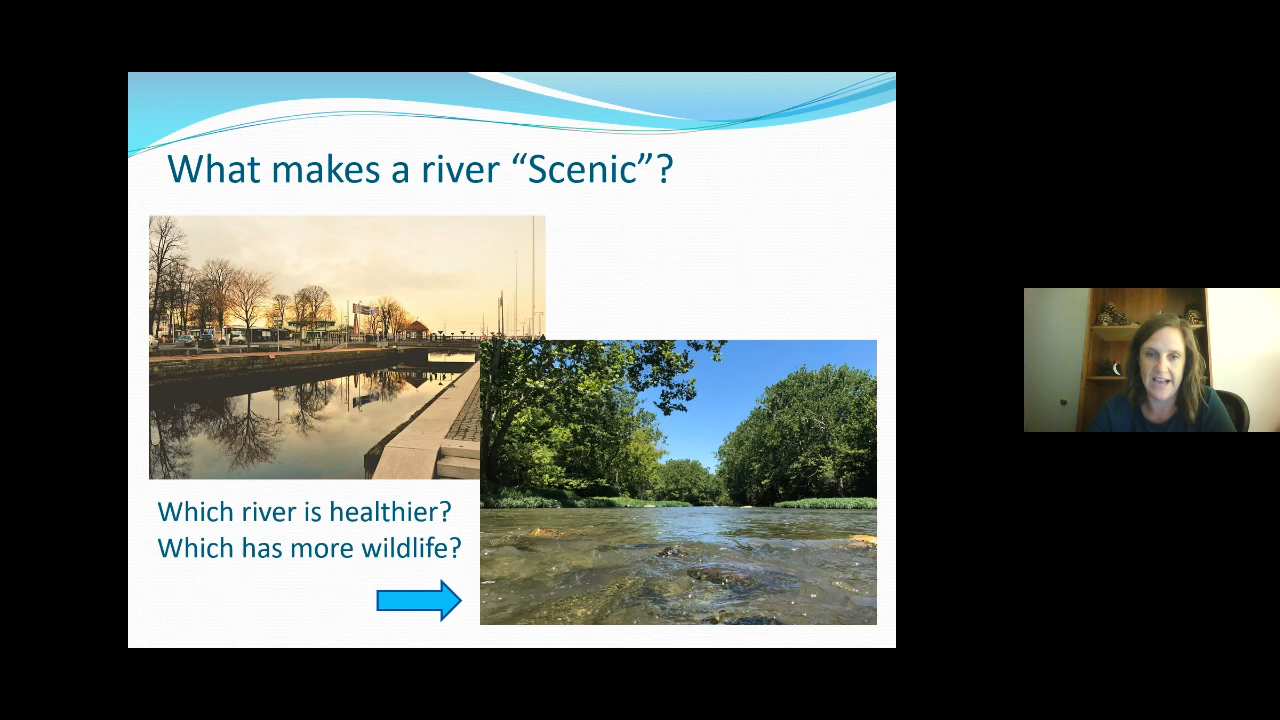 What makes a river “Scenic”?
Which river is healthier?
Which has more wildlife?